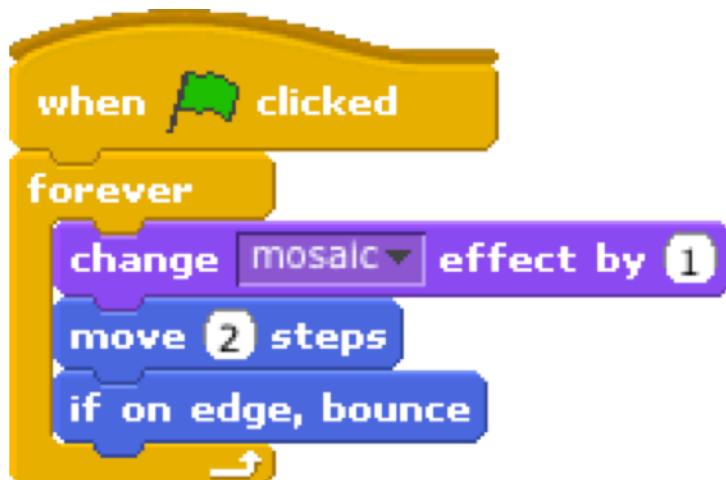 when clicked
forever
change mosaic effect by 1
move 2 steps
if on edge, bounce